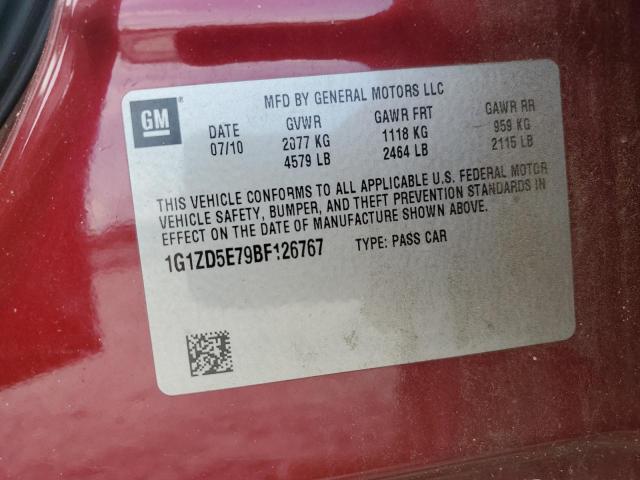 GM
MFD BY GENERAL MOTORS LLC
DATE GVWR GAWR FRT GAWR RR
07/10 2077 KG 1118 KG 959 KG
4579 LB 2464 LB 2115 LB
THIS VEHICLE CONFORMS TO ALL APPLICABLE U.S. FEDERAL MOTOR
VEHICLE SAFETY, BUMPER, AND THEFT PREVENTION STANDARDS IN
EFFECT ON THE DATE OF MANUFACTURE SHOWN ABOVE.
1G1ZD5E79BF126767 TYPE: PASS CAR